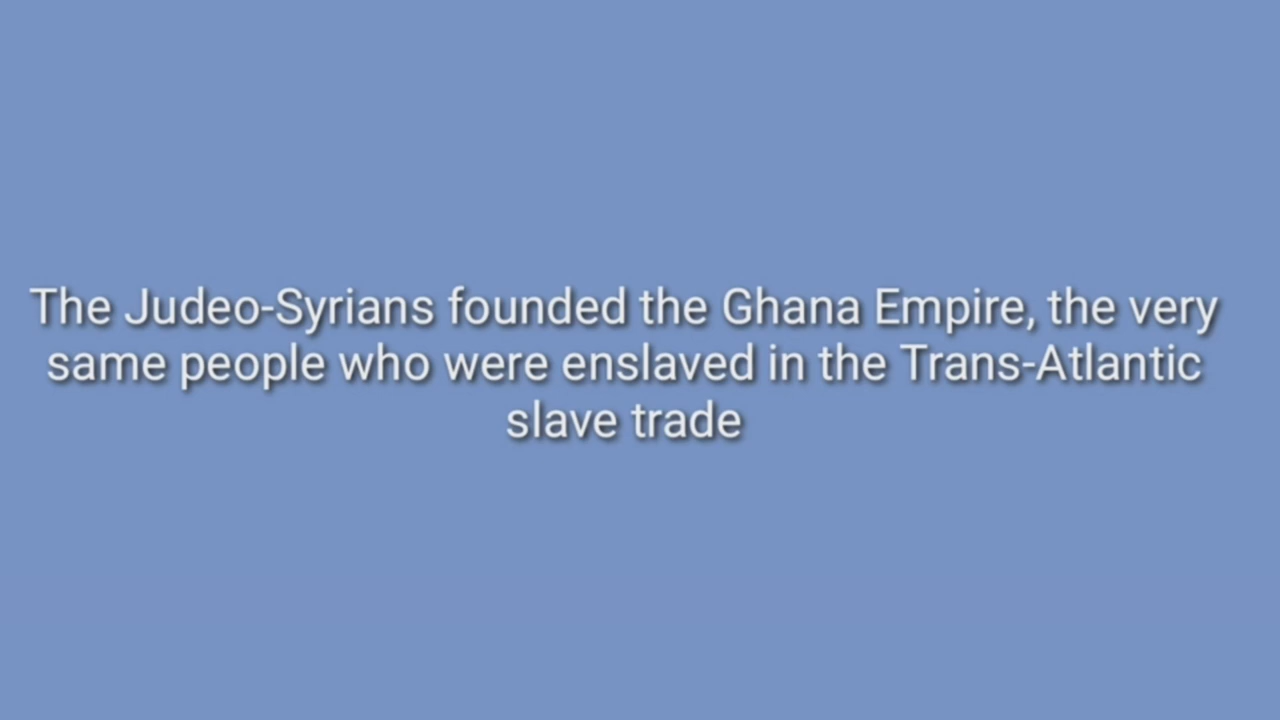 The Judeo-Syrians founded the Ghana Empire, the very
same people who were enslaved in the Trans-Atlantic
slave trade